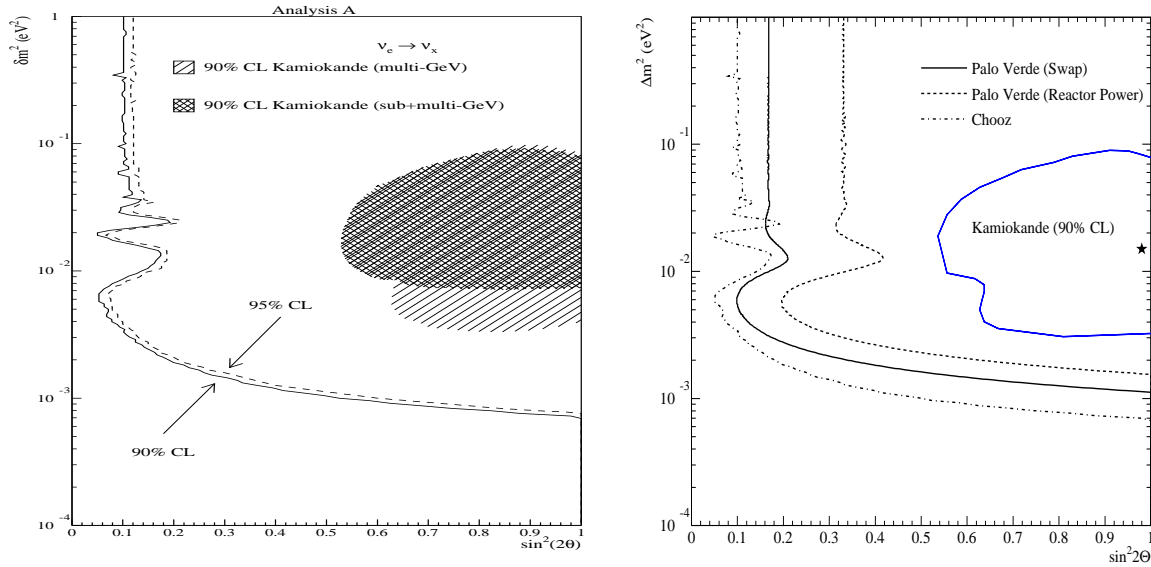 Analysis A
δm² (eV²)
νₑ → νₓ
90% CL Kamiokande (multi-GeV)
90% CL Kamiokande (sub+multi-GeV)
95% CL
90% CL
1
10⁻¹
10⁻²
10⁻³
10⁻⁴
0 0.1 0.2 0.3 0.4 0.5 0.6 0.7 0.8 0.9 1
sin²(2θ)
Δm² (eV²)
Palo Verde (Swap)
Palo Verde (Reactor Power)
Chooz
Kamiokande (90% CL)
1
10⁻¹
10⁻²
10⁻³
10⁻⁴
0 0.1 0.2 0.3 0.4 0.5 0.6 0.7 0.8 0.9 1
sin²2Θ